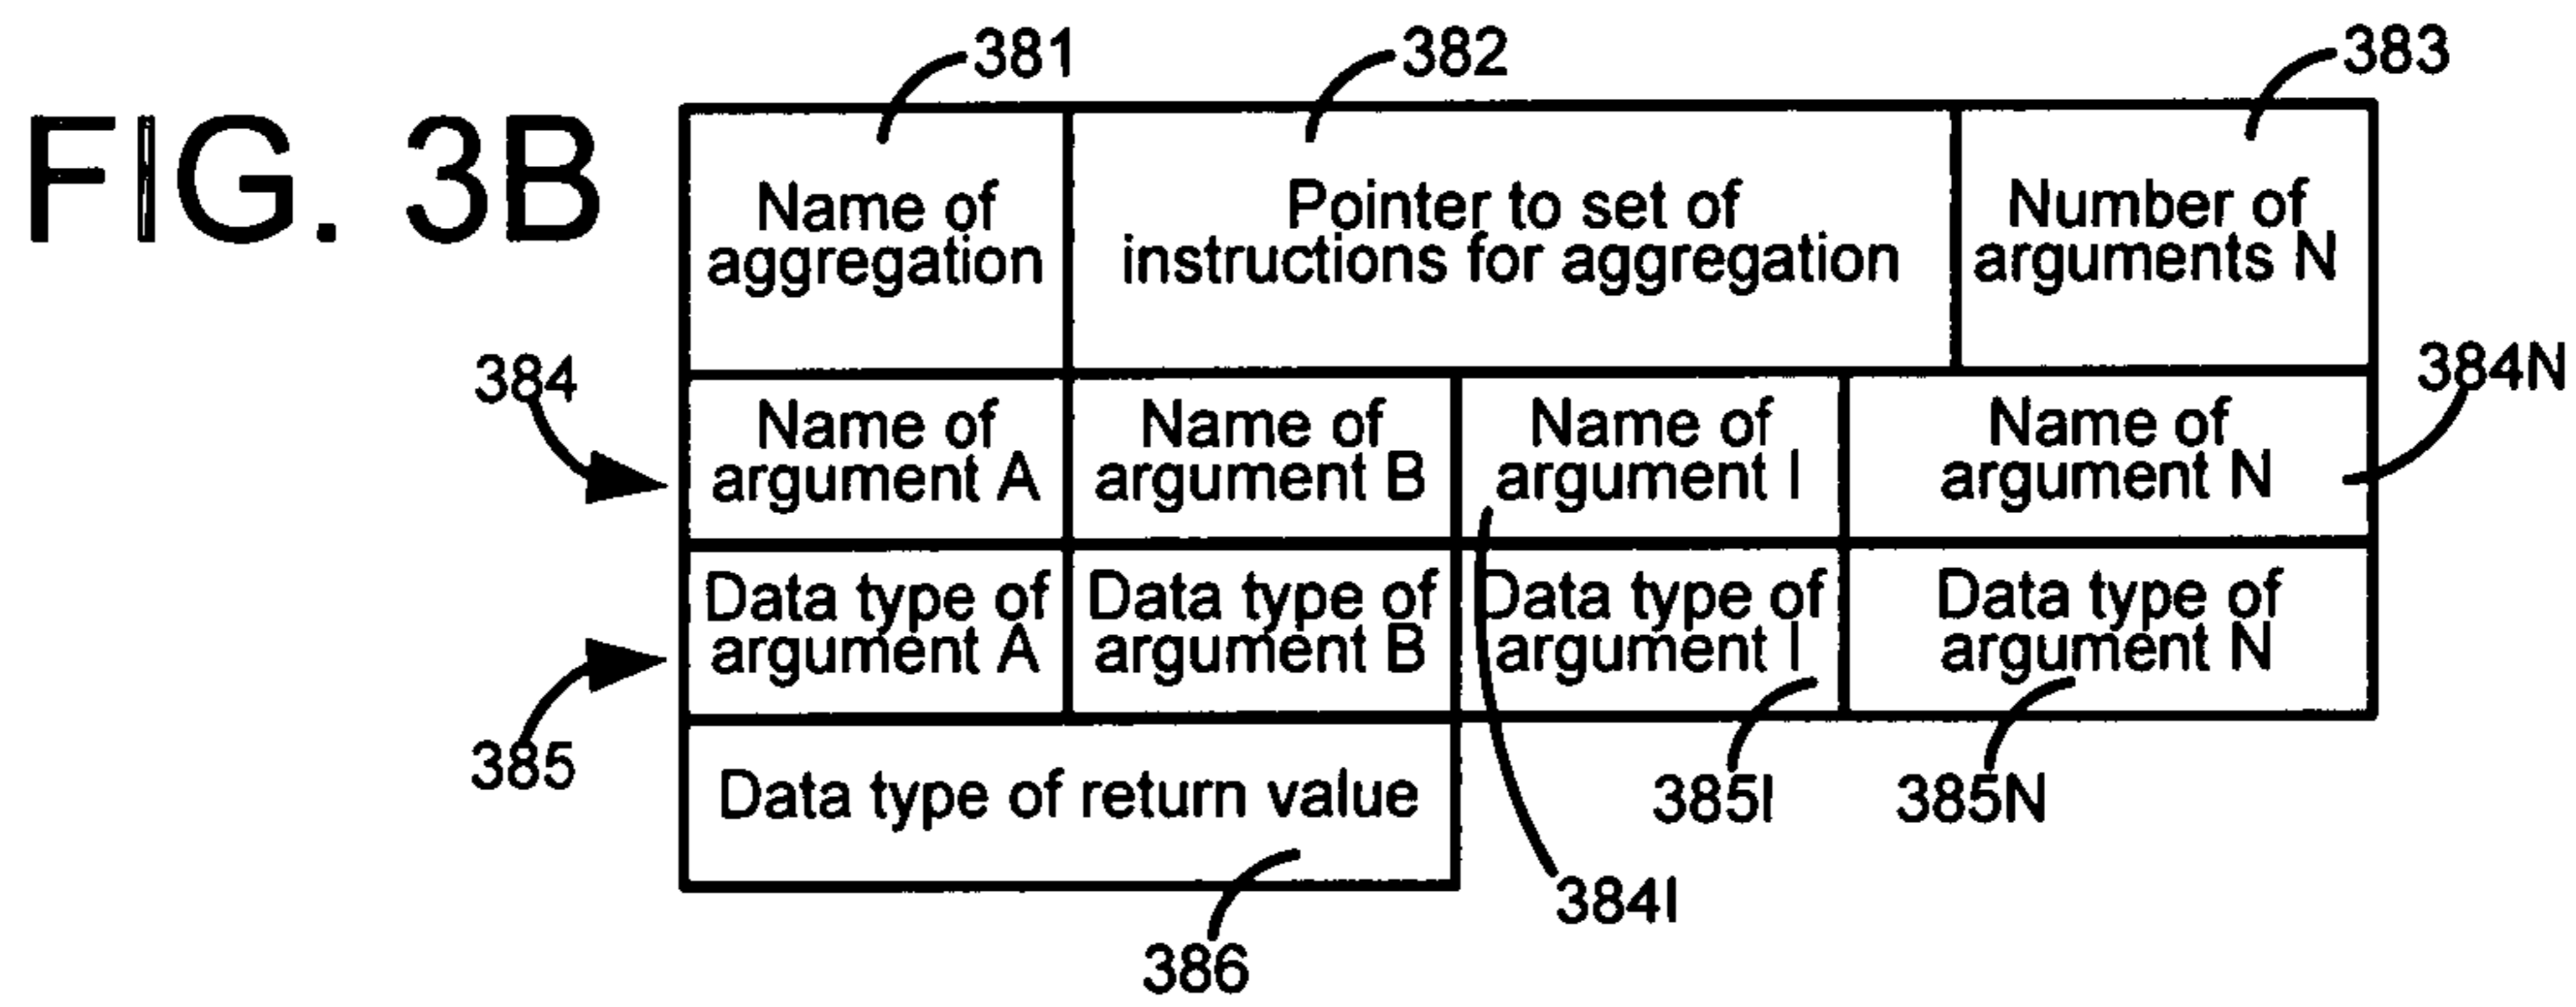 381
382
383
FIG. 3B
Name of
aggregation
Pointer to set of
instructions for aggregation
Number of
arguments N
384
384N
Name of
argument A
Name of
argument B
Name of
argument I
Name of
argument N
385
Data type of
argument A
Data type of
argument B
Data type of
argument I
Data type of
argument N
385I
385N
Data type of return value
384I
386